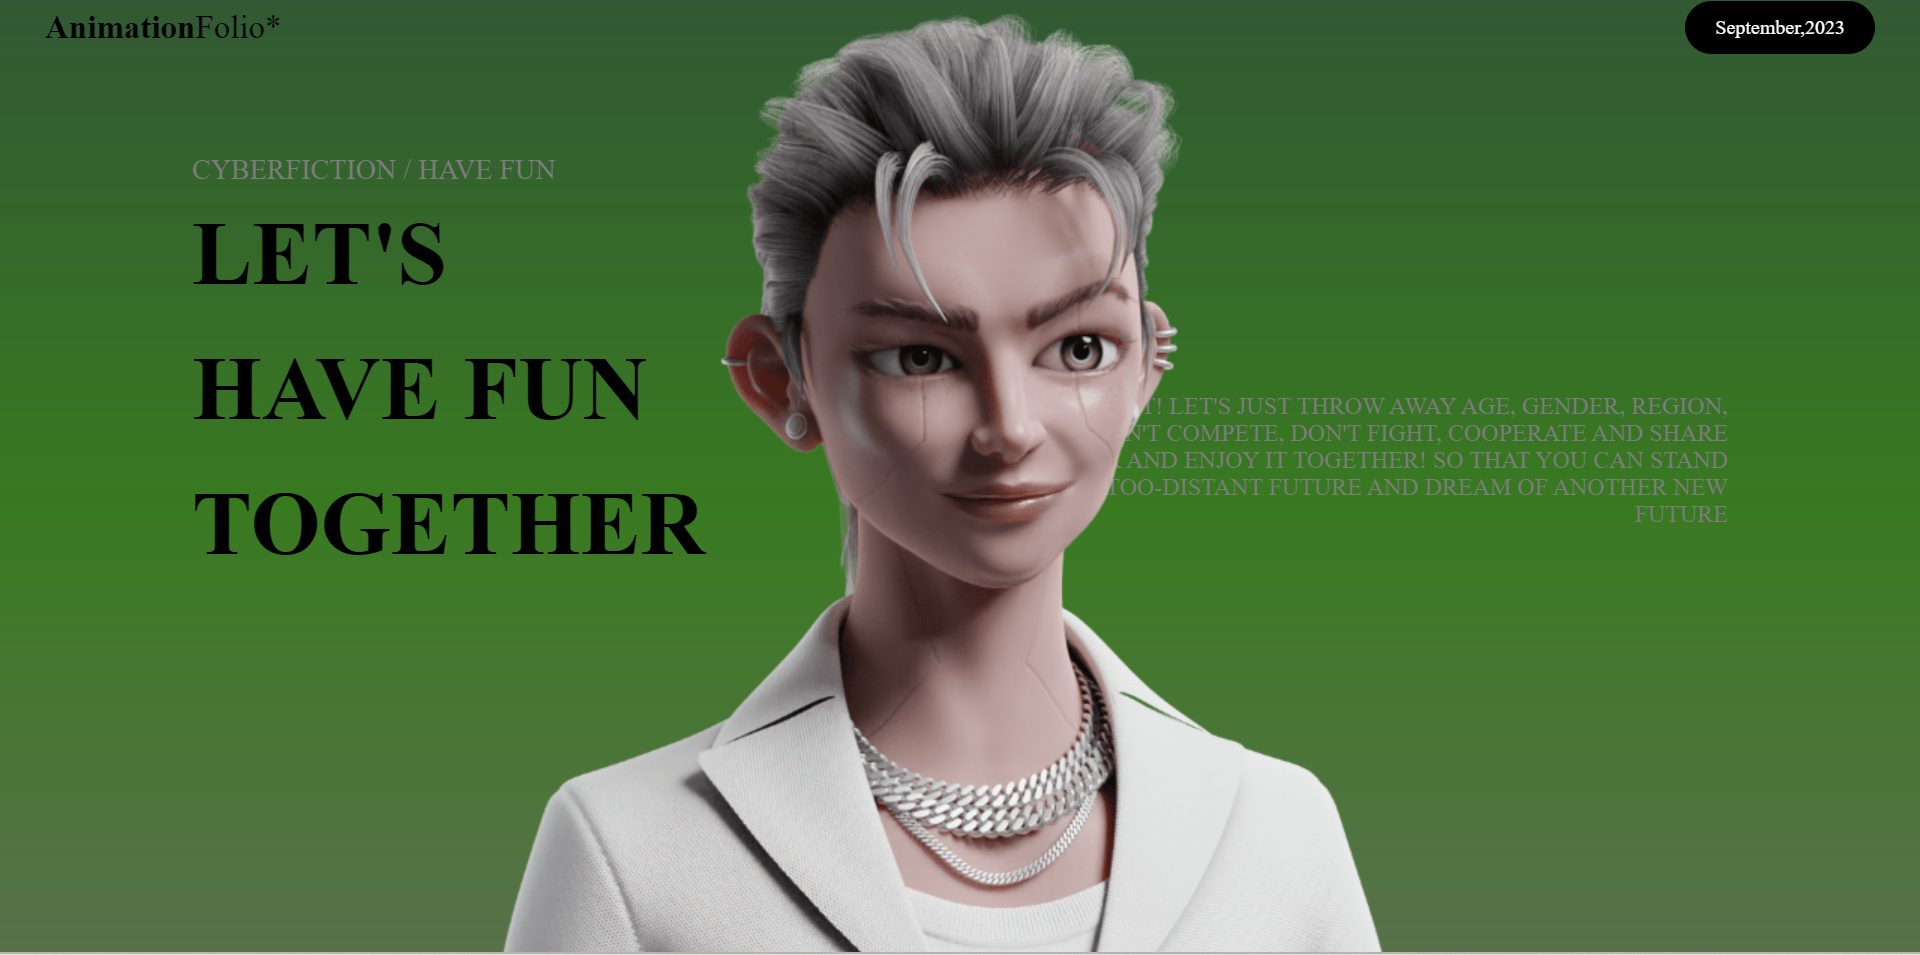 AnimationFolio*
September,2023
CYBERFICTION / HAVE FUN
LET'S
HAVE FUN
TOGETHER
LET'S JUST THROW AWAY AGE, GENDER, REGION,
COMPETE, DON'T FIGHT, COOPERATE AND SHARE
AND ENJOY IT TOGETHER! SO THAT YOU CAN STAND
TOO-DISTANT FUTURE AND DREAM OF ANOTHER NEW
FUTURE